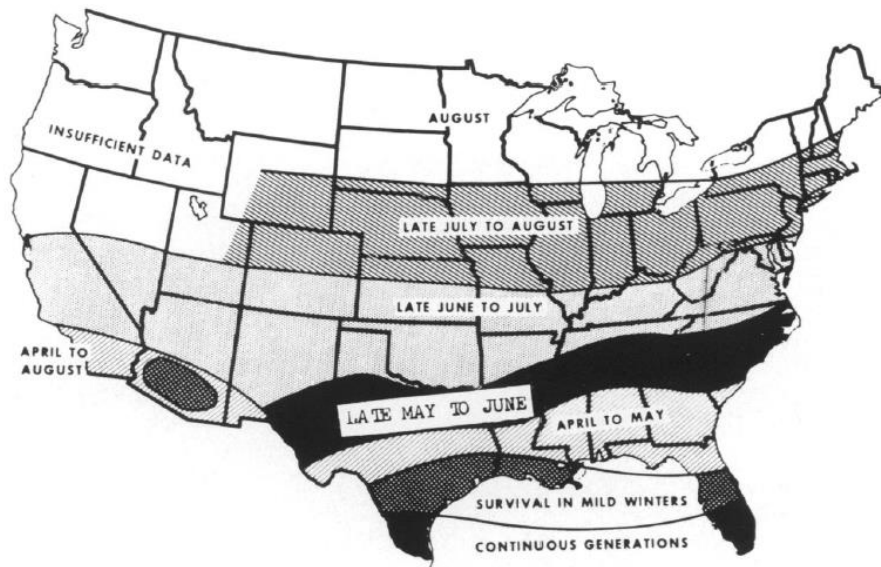 AUGUST
INSUFFICIENT DATA
LATE JULY TO AUGUST
LATE JUNE TO JULY
APRIL TO
AUGUST
LATE MAY TO JUNE
APRIL TO MAY
SURVIVAL IN MILD WINTERS
CONTINUOUS GENERATIONS